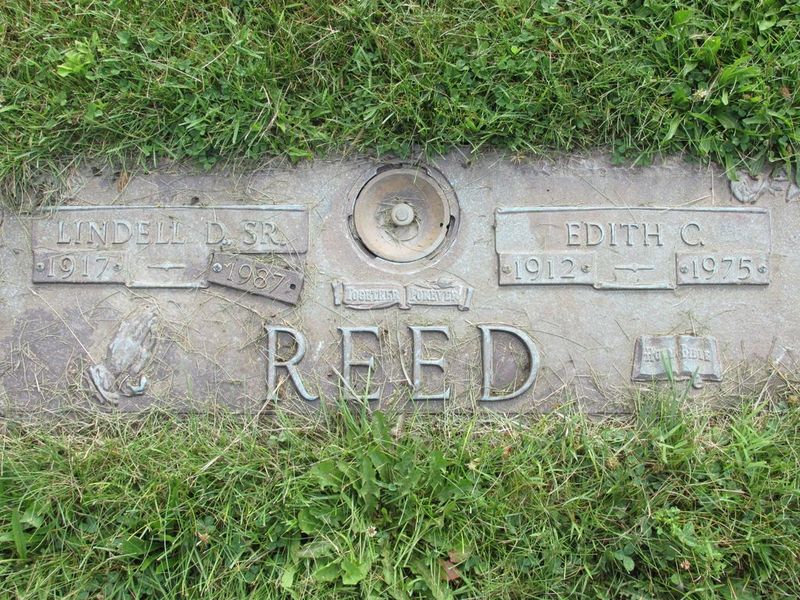 LINDELL D. SR.
1917 1987
EDITH C.
1912 1975
TOGETHER FOREVER
REED
HOLY BIBLE